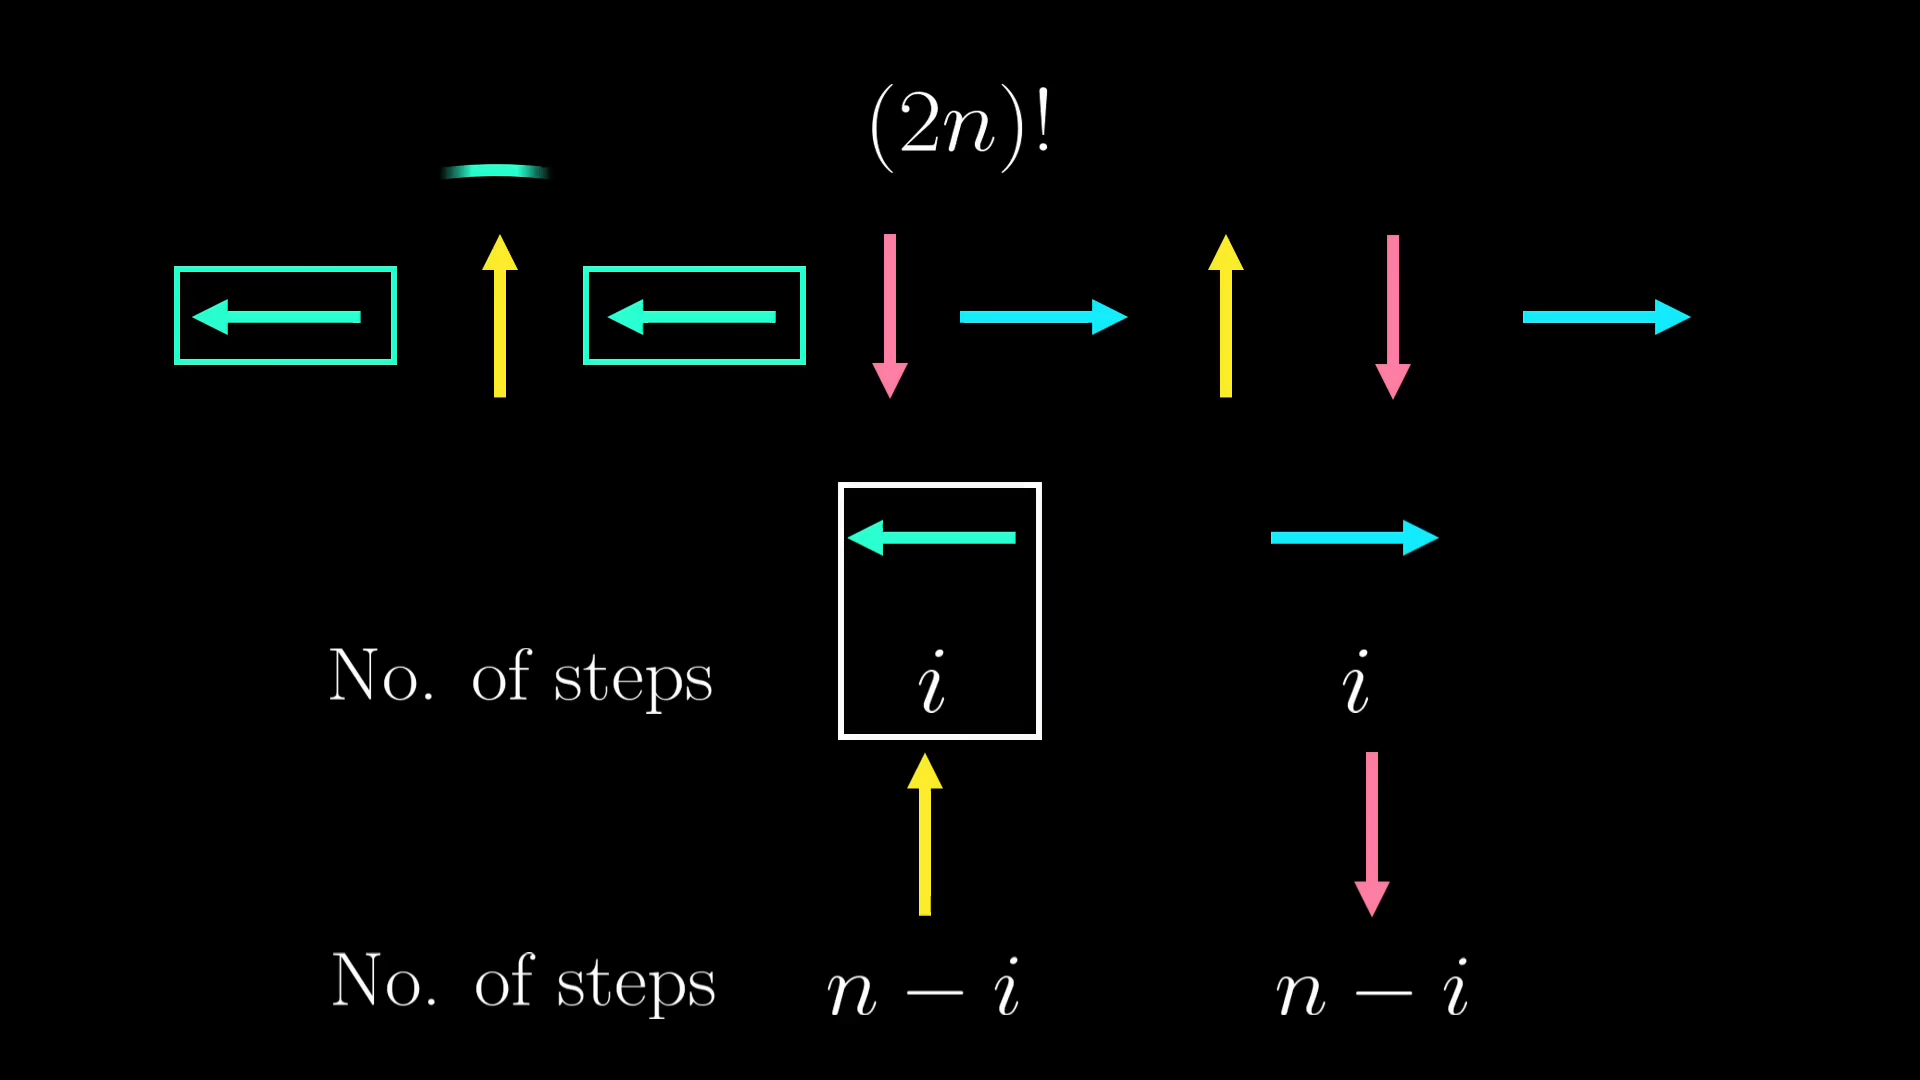 (2n)!
No. of steps i i
No. of steps n − i n − i